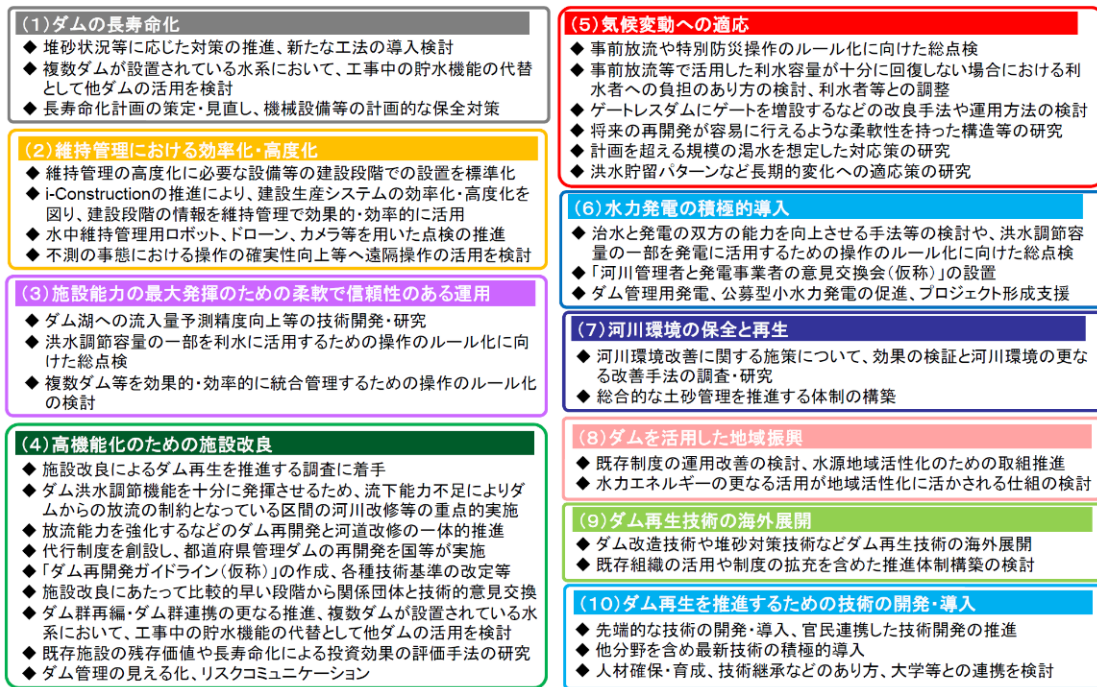 (1)ダムの長寿命化
◆ 堆砂状況等に応じた対策の推進、新たな工法の導入検討
◆ 複数ダムが設置されている水系において、工事中の貯水機能の代替
として他ダムの活用を検討
◆ 長寿命化計画の策定・見直し、機械設備等の計画的な保全対策
(2)維持管理における効率化・高度化
◆ 維持管理の高度化に必要な設備等の建設段階での設置を標準化
◆ i-Constructionの推進により、建設生産システムの効率化・高度化を
図り、建設段階の情報を維持管理で効果的・効率的に活用
◆ 水中維持管理用ロボット、ドローン、カメラ等を用いた点検の推進
◆ 不測の事態における操作の確実性向上等へ遠隔操作の活用を検討
(3)施設能力の最大発揮のための柔軟で信頼性のある運用
◆ ダム湖への流入量予測精度向上等の技術開発・研究
◆ 洪水調節容量の一部を利水に活用するための操作のルール化に向
けた総点検
◆ 複数ダム等を効果的・効率的に統合管理するための操作のルール化
の検討
(4)高機能化のための施設改良
◆ 施設改良によるダム再生を推進する調査に着手
◆ ダム洪水調節機能を十分に発揮させるため、流下能力不足によりダ
ムからの放流の制約となっている区間の河川改修等の重点的実施
◆ 放流能力を強化するなどのダム再開発と河道改修の一体的推進
◆ 代行制度を創設し、都道府県管理ダムの再開発を国等が実施
◆ 「ダム再開発ガイドライン(仮称)」の作成、各種技術基準の改定等
◆ 施設改良にあたって比較的早い段階から関係団体と技術的意見交換
◆ ダム群再編・ダム群連携の更なる推進、複数ダムが設置されている水
系において、工事中の貯水機能の代替として他ダムの活用を検討
◆ 既存施設の残存価値や長寿命化による投資効果の評価手法の研究
◆ ダム管理の見える化、リスクコミュニケーション
(5)気候変動への適応
◆ 事前放流や特別防災操作のルール化に向けた総点検
◆ 事前放流等で活用した利水容量が十分に回復しない場合における利
水者への負担のあり方の検討、利水者等との調整
◆ ゲートレスダムにゲートを増設するなどの改良手法や運用方法の検討
◆ 将来の再開発が容易に行えるような柔軟性を持った構造等の研究
◆ 計画を超える規模の渇水を想定した対応策の研究
◆ 洪水貯留パターンなど長期的変化への適応策の研究
(6)水力発電の積極的導入
◆ 治水と発電の双方の能力を向上させる手法等の検討や、洪水調節容
量の一部を発電に活用するための操作のルール化に向けた総点検
◆ 「河川管理者と発電事業者の意見交換会(仮称)」の設置
◆ ダム管理用発電、公募型小水力発電の促進、プロジェクト形成支援
(7)河川環境の保全と再生
◆ 河川環境改善に関する施策について、効果の検証と河川環境の更な
る改善手法の調査・研究
◆ 総合的な土砂管理を推進する体制の構築
(8)ダムを活用した地域振興
◆ 既存制度の運用改善の検討、水源地域活性化のための取組推進
◆ 水力エネルギーの更なる活用が地域活性化に活かされる仕組の検討
(9)ダム再生技術の海外展開
◆ ダム改造技術や堆砂対策技術などダム再生技術の海外展開
◆ 既存組織の活用や制度の拡充を含めた推進体制構築の検討
(10)ダム再生を推進するための技術の開発・導入
◆ 先端的な技術の開発・導入、官民連携した技術開発の推進
◆ 他分野を含め最新技術の積極的導入
◆ 人材確保・育成、技術継承などのあり方、大学等との連携を検討